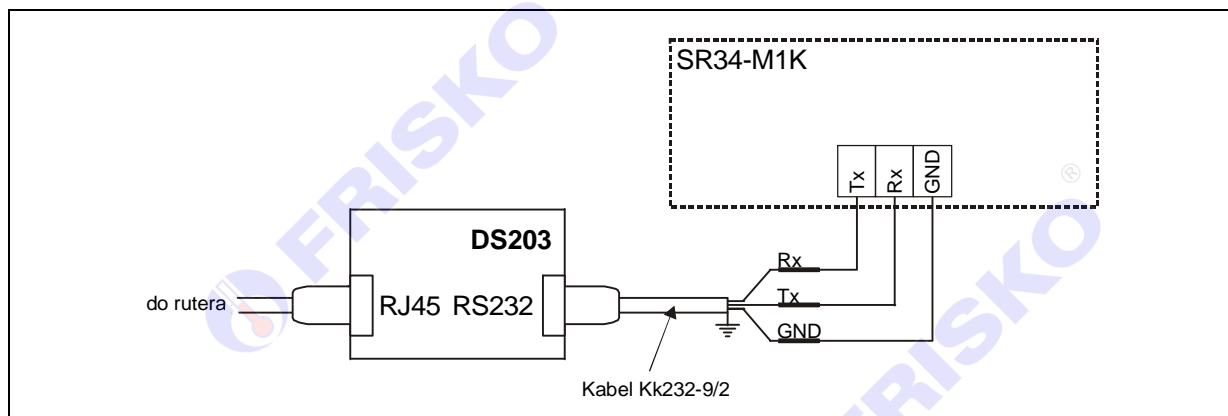 SR34-M1K
Tx Rx GND
DS203
Rx
RJ45 RS232
Tx
do rutera
GND
Kabel Kk232-9/2
FRISKO
FRISKO
®